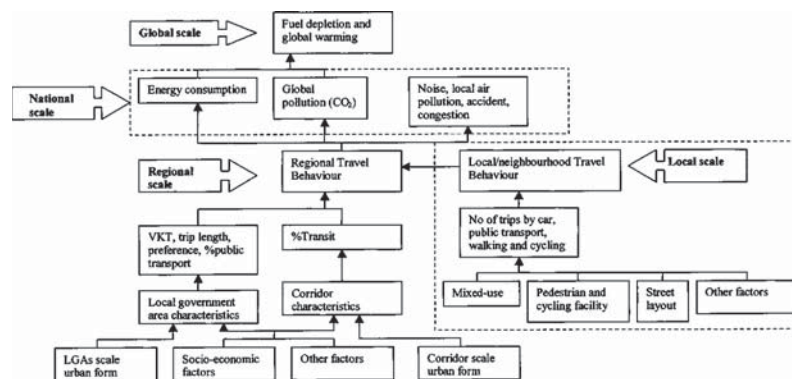 Global scale
Fuel depletion and
global warming
National
scale
Energy consumption
Global
pollution (CO₂)
Noise, local air
pollution, accident,
congestion
Regional
scale
Regional Travel
Behaviour
Local/neighbourhood Travel
Behaviour
Local scale
VKT, trip length,
preference, %public
transport
%Transit
No of trips by car,
public transport,
walking and cycling
Local government
area characteristics
Corridor
characteristics
Mixed-use
Pedestrian and
cycling facility
Street
layout
Other factors
LGAs scale
urban form
Socio-economic
factors
Other factors
Corridor scale
urban form